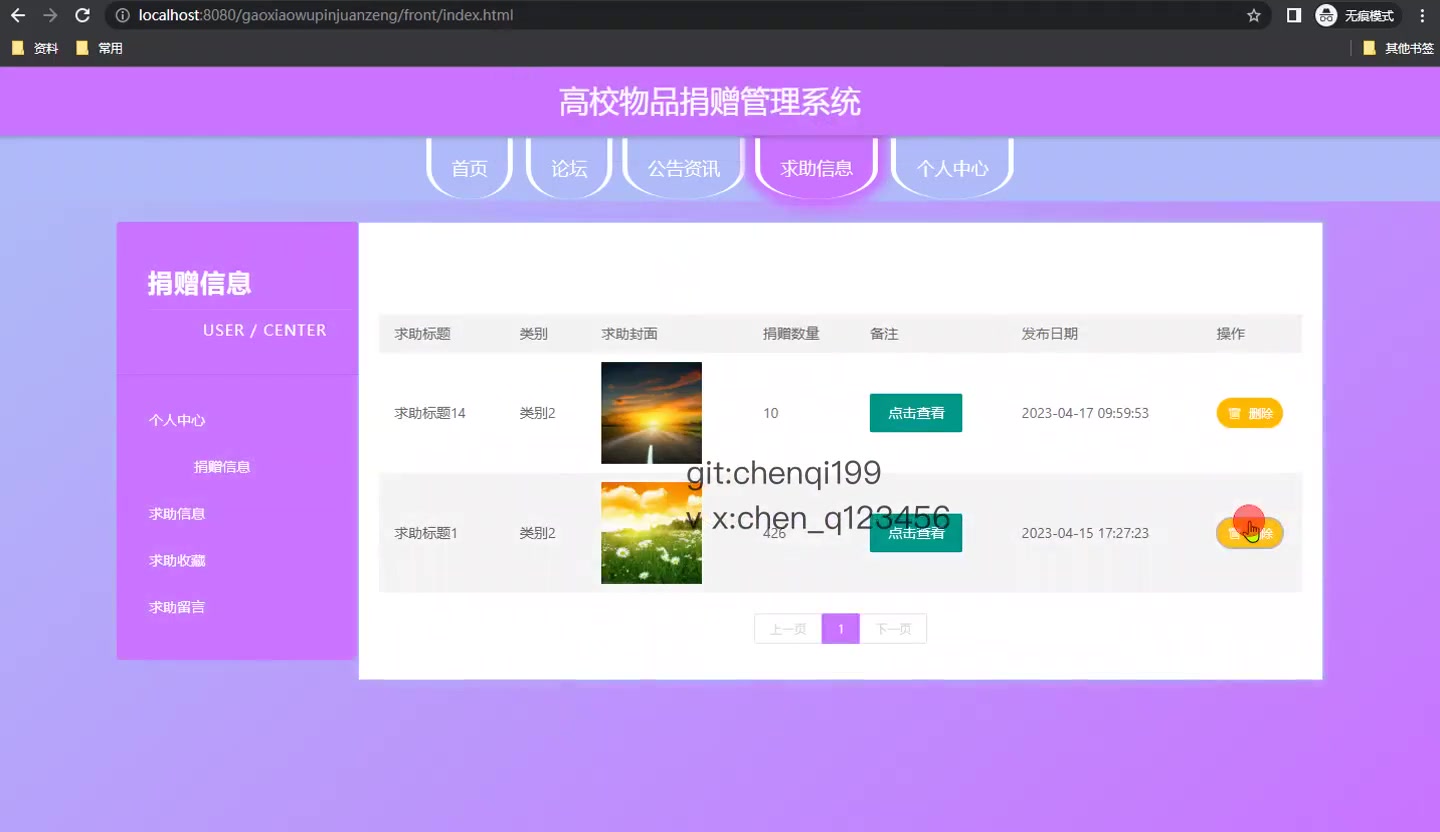 localhost:8080/gaoxiaowupinjuanzeng/front/index.html
无痕模式
资料
常用
其他书签
高校物品捐赠管理系统
首页
论坛
公告资讯
求助信息
个人中心
捐赠信息
USER / CENTER
个人中心
捐赠信息
求助信息
求助收藏
求助留言
求助标题 类别 求助封面 捐赠数量 备注 发布日期 操作
求助标题14 类别2 10 点击查看 2023-04-17 09:59:53 删除
求助标题1 类别2 426 点击查看 2023-04-15 17:27:23
git:chenqi199
v x:chen_q123456
上一页 1 下一页